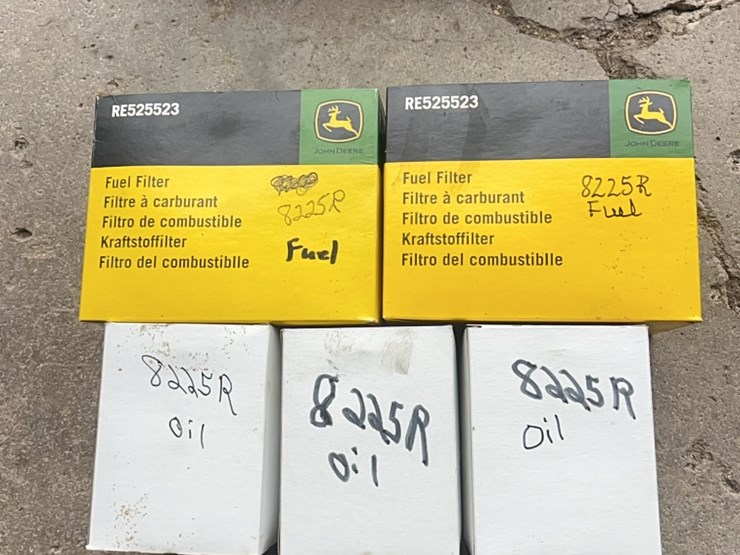 RE525523
JOHN DEERE
Fuel Filter
Filtre à carburant
Filtro de combustible
Kraftstoffilter
Filtro del combustiblle
8225R
Fuel
RE525523
JOHN DEERE
Fuel Filter
Filtre à carburant
Filtro de combustible
Kraftstoffilter
Filtro del combustiblle
8225R
Fuel
8225R
Oil
8225R
Oil
8225R
Oil